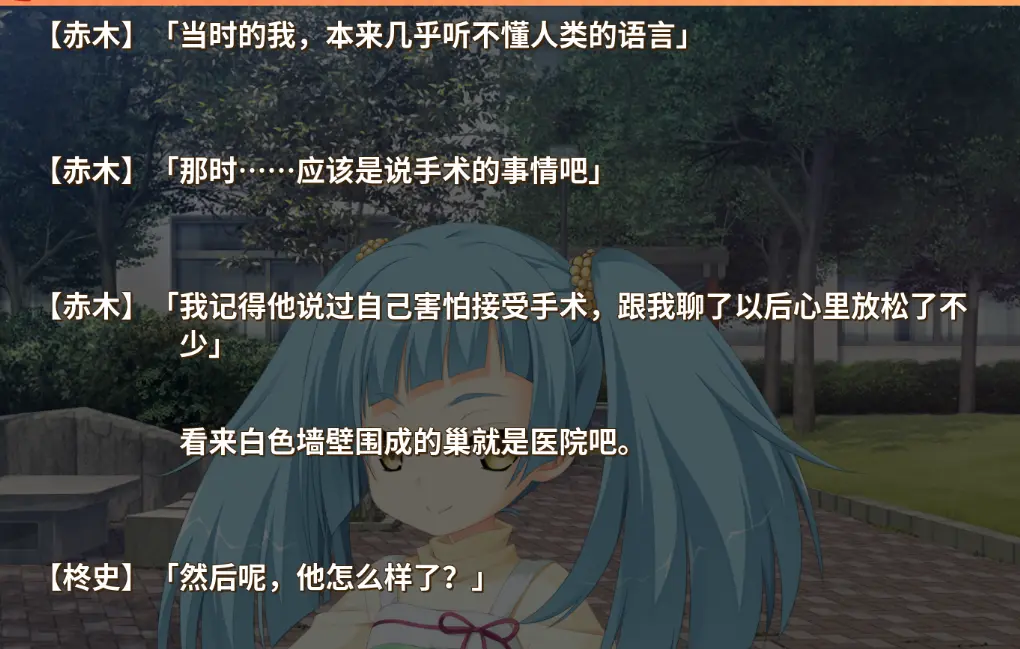 【赤木】「当时的我，本来几乎听不懂人类的语言」
【赤木】「那时……应该是说手术的事情吧」
【赤木】「我记得他说过自己害怕接受手术，跟我聊了以后心里放松了不
少」
看来白色墙壁围成的巢就是医院吧。
【柊史】「然后呢，他怎么样了？」